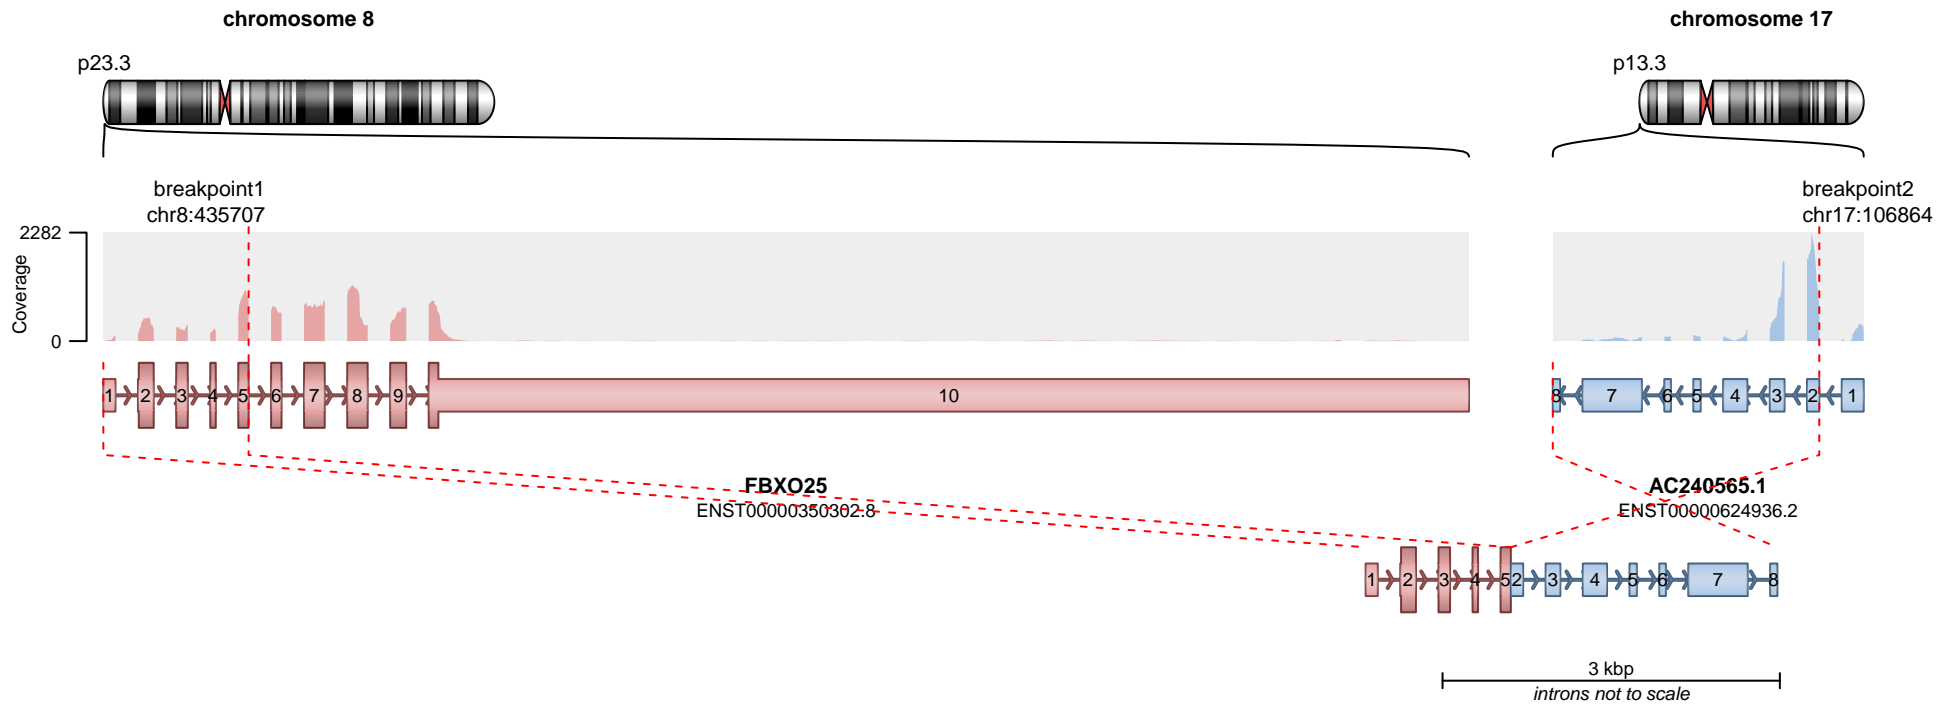 chromosome 8
chromosome 17
p23.3
p13.3
breakpoint1
chr8:435707
breakpoint2
chr17:106864
2282
Coverage
0
1 2 3 4 5 6 7 8 9 10
8 7 6 5 4 3 2 1
FBXO25
ENST00000350302.8
AC240565.1
ENST00000624936.2
1 2 3 4 5 2 3 4 5 6 7 8
3 kbp
introns not to scale